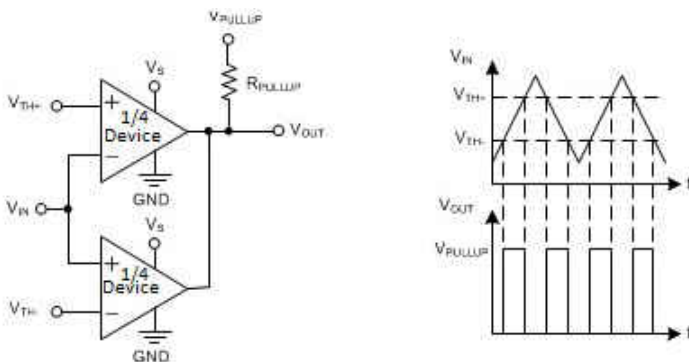 VPULLUP
VS
RPULLUP
VTH+
+
1/4
Device
−
VOUT
GND
VIN
VS
+
1/4
Device
−
VTH-
GND
VIN
VTH+
VTH-
t
VOUT
VPULLUP
t